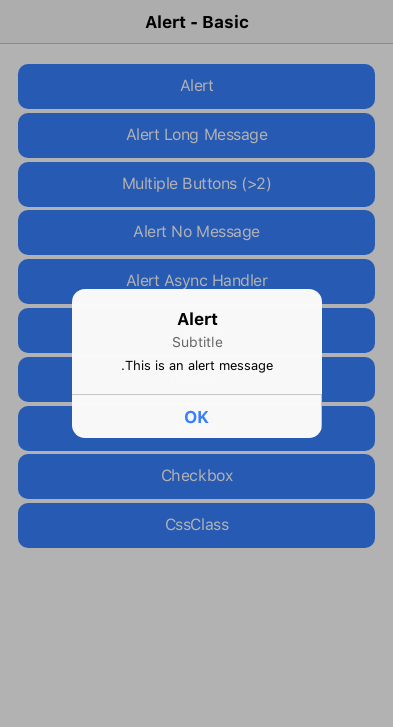 Alert - Basic
Alert
Alert Long Message
Multiple Buttons (>2)
Alert No Message
Alert Async Handler
Alert
Subtitle
.This is an alert message
OK
Checkbox
CssClass